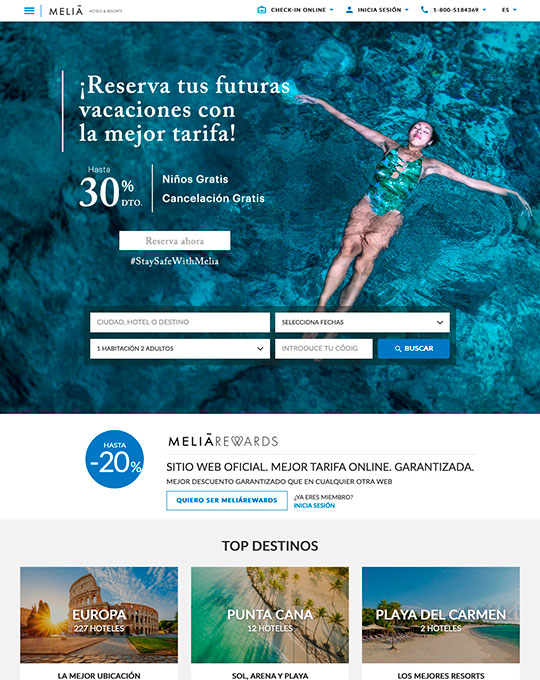 MELIÃ HOTELS & RESORTS
CHECK-IN ONLINE INICIA SESIÓN 1-800-5184369 ES
¡Reserva tus futuras
vacaciones con
la mejor tarifa!
Hasta
30% DTO.
Niños Gratis
Cancelación Gratis
Reserva ahora
#StaySafeWithMelia
CIUDAD, HOTEL O DESTINO
SELECCIONA FECHAS
1 HABITACIÓN 2 ADULTOS
INTRODUCE TU CÓDIG
BUSCAR
HASTA
-20%
MELIÃREWARDS
SITIO WEB OFICIAL. MEJOR TARIFA ONLINE. GARANTIZADA.
MEJOR DESCUENTO GARANTIZADO QUE EN CUALQUIER OTRA WEB
QUIERO SER MELIÁREWARDS
¿YA ERES MIEMBRO?
INICIA SESIÓN
TOP DESTINOS
EUROPA
227 HOTELES
PUNTA CANA
12 HOTELES
PLAYA DEL CARMEN
2 HOTELES
LA MEJOR UBICACIÓN
SOL, ARENA Y PLAYA
LOS MEJORES RESORTS